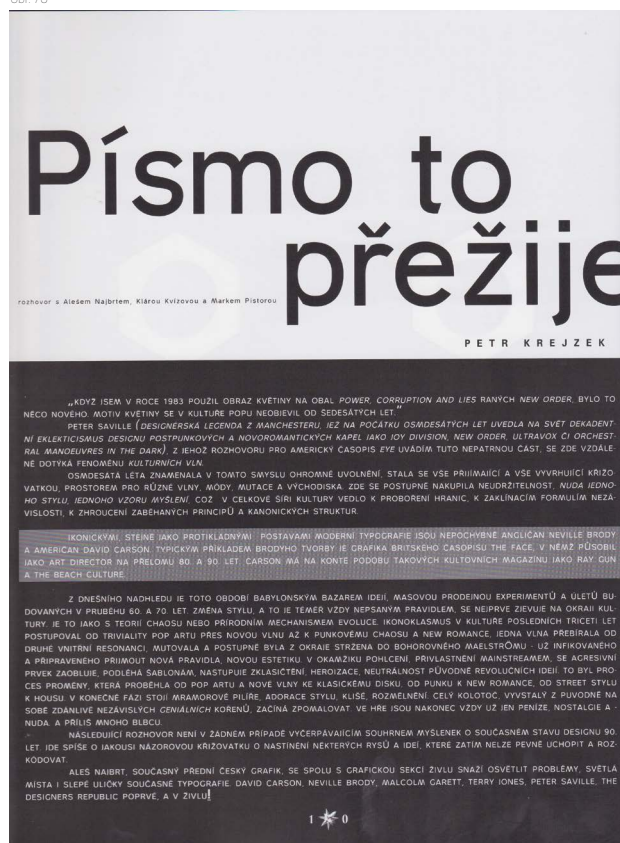 Obr. 78
Písmo to
přežije
rozhovor s Alešem Najbrtem, Klárou Kvízovou a Markem Pistorou
PETR KREJZEK
„KDYŽ JSEM V ROCE 1983 POUŽIL OBRAZ KVĚTINY NA OBAL POWER, CORRUPTION AND LIES RANÝCH NEW ORDER, BYLO TO
NĚCO NOVÉHO. MOTIV KVĚTINY SE V KULTUŘE POPU NEOBJEVIL OD ŠEDESÁTÝCH LET.“
PETER SAVILLE (DESIGNÉRSKÁ LEGENDA Z MANCHESTERU, JEŽ NA POČÁTKU OSMDESÁTÝCH LET UVEDLA NA SVĚT DEKADENT-
NÍ EKLEKTICISMUS DESIGNU POSTPUNKOVÝCH A NOVOROMANTICKÝCH KAPEL JAKO JOY DIVISION, NEW ORDER, ULTRAVOX ČI ORCHEST-
RAL MANOEUVRES IN THE DARK), Z JEHOŽ ROZHOVORU PRO AMERICKÝ ČASOPIS EYE UVÁDÍM TUTO NEPATRNOU ČÁST, SE ZDE VZDÁLE-
NĚ DOTÝKÁ FENOMÉNU KULTURNÍCH VLN.
OSMDESÁTÁ LÉTA ZNAMENALA V TOMTO SMYSLU OHROMNÉ UVOLNĚNÍ, STALA SE VŠE PŘIJÍMAJÍCÍ A VŠE VYVRHUJÍCÍ KŘIŽO-
VATKOU, PROSTOREM PRO RŮZNÉ VLNY, MÓDY, MUTACE A VÝCHODISKA. ZDE SE POSTUPNĚ NAKUPILA NEUDRŽITELNOST, NUDA JEDNO-
HO STYLU, JEDNOHO VZORU MYŠLENÍ, COŽ V CELKOVÉ ŠÍŘI KULTURY VEDLO K PROBOŘENÍ HRANIC, K ZAKLÍNACÍM FORMULÍM NEZÁ-
VISLOSTI, K ZHROUCENÍ ZABĚHANÝCH PRINCIPŮ A KANONICKÝCH STRUKTUR.
IKONICKÝMI, STEJNĚ JAKO PROTIKLADNÝMI POSTAVAMI MODERNÍ TYPOGRAFIE JSOU NEPOCHYBNĚ ANGLIČAN NEVILLE BRODY
A AMERIČAN DAVID CARSON. TYPICKÝM PŘÍKLADEM BRODYHO TVORBY JE GRAFIKA BRITSKÉHO ČASOPISU THE FACE, V NĚMŽ PŮSOBIL
JAKO ART DIRECTOR NA PŘELOMU 80. A 90. LET. CARSON MÁ NA KONTĚ PODOBU TAKOVÝCH KULTOVNÍCH MAGAZÍNU JAKO RAY GUN
A THE BEACH CULTURE.
Z DNEŠNÍHO NADHLEDU JE TOTO OBDOBÍ BABYLONSKÝM BAZAREM IDEJÍ, MASOVOU PRODEJNOU EXPERIMENTŮ A ÚLETŮ BU-
DOVANÝCH V PRŮBĚHU 60. A 70. LET. ZMĚNA STYLU, A TO JE TÉMĚŘ VŽDY NEPSANÝM PRAVIDLEM, SE NEJPRVE ZJEVUJE NA OKRAJI KUL-
TURY. JE TO JAKO S TEORIÍ CHAOSU NEBO PŘÍRODNÍM MECHANISMEM EVOLUCE. IKONOKLASMUS V KULTUŘE POSLEDNÍCH TŘICETI LET
POSTUPOVAL OD TRIVIALITY POP ARTU PŘES NOVOU VLNU AŽ K PUNKOVÉMU CHAOSU A NEW ROMANCE, JEDNA VLNA PŘEBÍRALA OD
DRUHÉ VNITŘNÍ RESONANCI, MUTOVALA A POSTUPNĚ BYLA Z OKRAJE STRŽENA DO BOHOROVNÉHO MAELSTRÖMU - UŽ INFIKOVANÉHO
A PŘIPRAVENÉHO PŘIJMOUT NOVÁ PRAVIDLA, NOVOU ESTETIKU. V OKAMŽIKU POHLCENÍ, PŘIVLASTNĚNÍ MAINSTREAMEM, SE AGRESIVNÍ
PRVEK ZAOBLUJE, PODLÉHÁ ŠABLONÁM, NASTUPUJE ZKLASIČTĚNÍ, HEROIZACE, NEUTRÁLNOST PŮVODNĚ REVOLUČNÍCH IDEJÍ. TO BYL PRO-
CES PROMĚNY, KTERÁ PROBĚHLA OD POP ARTU A NOVÉ VLNY KE KLASICKÉMU DISKU. OD PUNKU K NEW ROMANCE, OD STREET STYLU
K HOUSU. V KONEČNÉ FÁZI STOJÍ MRAMOROVÉ PILÍŘE, ADORACE STYLU, KLIŠÉ, ROZMĚLNĚNÍ. CELÝ KOLOTOČ, VYVSTALÝ Z PŮVODNĚ NA
SOBĚ ZDÁNLIVĚ NEZÁVISLÝCH GENIÁLNÍCH KOŘENŮ, ZAČÍNÁ ZPOMALOVAT. VE HŘE JSOU NAKONEC VŽDY UŽ JEN PENÍZE, NOSTALGIE A -
NUDA. A PŘÍLIŠ MNOHO BLBCŮ.
NÁSLEDUJÍCÍ ROZHOVOR NENÍ V ŽÁDNÉM PŘÍPADĚ VYČERPÁVAJÍCÍM SOUHRNEM MYŠLENEK O SOUČASNÉM STAVU DESIGNU 90.
LET. JDE SPÍŠE O JAKOUSI NÁZOROVOU KŘIŽOVATKU O NASTÍNĚNÍ NĚKTERÝCH RYSŮ A IDEJÍ, KTERÉ ZATÍM NELZE PEVNĚ UCHOPIT A ROZ-
KÓDOVAT.
ALEŠ NAJBRT, SOUČASNÝ PŘEDNÍ ČESKÝ GRAFIK, SE SPOLU S GRAFICKOU SEKCÍ ŽIVLU SNAŽÍ OSVĚTLIT PROBLÉMY, SVĚTLÁ
MÍSTA I SLEPÉ ULIČKY SOUČASNÉ TYPOGRAFIE. DAVID CARSON, NEVILLE BRODY, MALCOLM GARETT, TERRY JONES, PETER SAVILLE, THE
DESIGNERS REPUBLIC POPRVÉ, A V ŽIVLU!
1 0